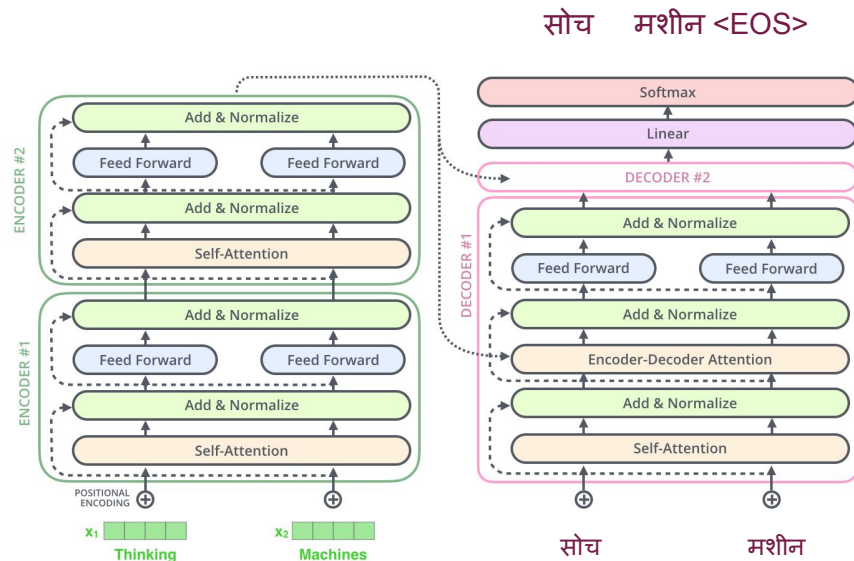 सोच मशीन <EOS>
Softmax
Linear
DECODER #2
ENCODER #2
Add & Normalize
Feed Forward Feed Forward
Add & Normalize
Self-Attention
ENCODER #1
Add & Normalize
Feed Forward Feed Forward
Add & Normalize
Self-Attention
POSITIONAL
ENCODING
x₁ x₂
Thinking Machines
DECODER #1
Add & Normalize
Feed Forward Feed Forward
Add & Normalize
Encoder-Decoder Attention
Add & Normalize
Self-Attention
सोच मशीन